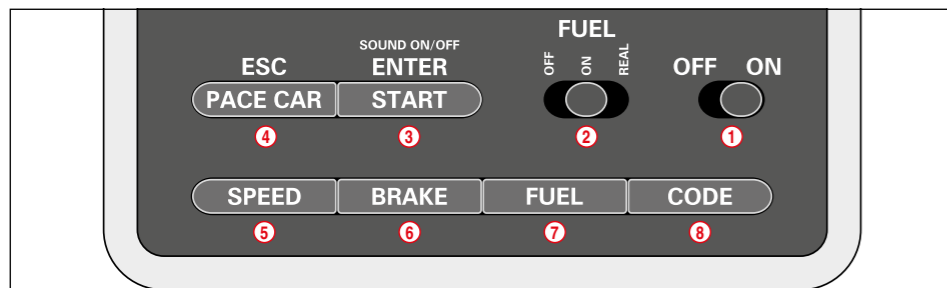 FUEL
SOUND ON/OFF
ESC ENTER OFF ON REAL OFF ON
PACE CAR START
4 3 2 1
SPEED BRAKE FUEL CODE
5 6 7 8